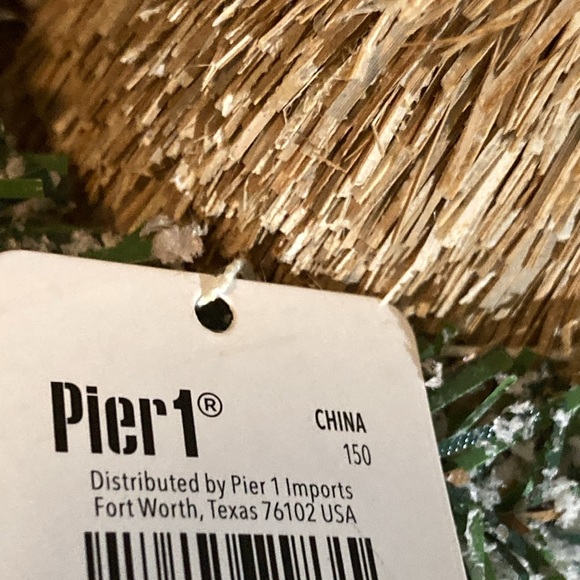 Pier1®
CHINA
150
Distributed by Pier 1 Imports
Fort Worth, Texas 76102 USA